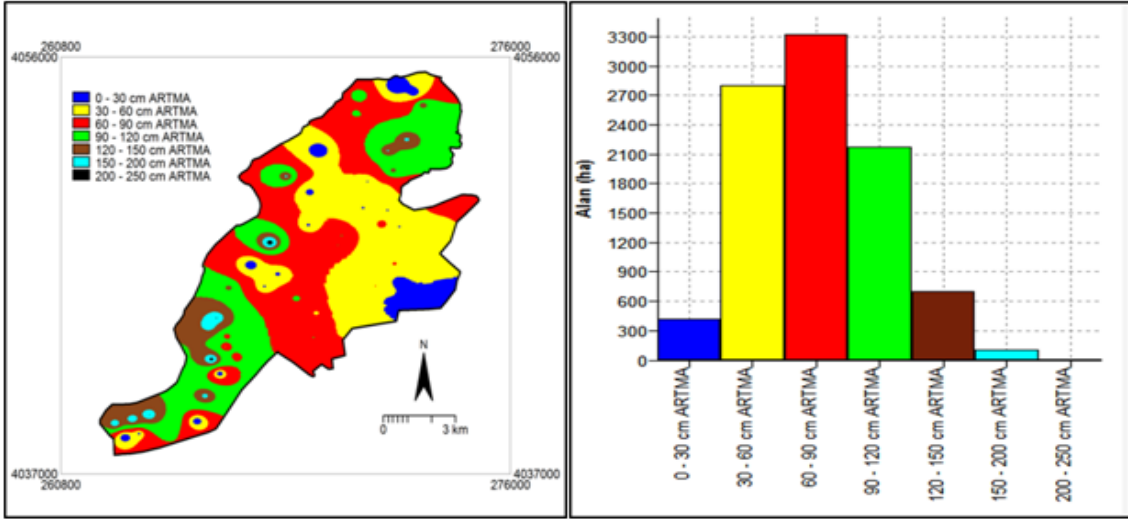 260800
276000
4056000
4056000
0 - 30 cm ARTMA
30 - 60 cm ARTMA
60 - 90 cm ARTMA
90 - 120 cm ARTMA
120 - 150 cm ARTMA
150 - 200 cm ARTMA
200 - 250 cm ARTMA
N
0 3 km
4037000
4037000
260800
276000
Alan (ha)
3300
3000
2700
2400
2100
1800
1500
1200
900
600
300
0
0 - 30 cm ARTMA
30 - 60 cm ARTMA
60 - 90 cm ARTMA
90 - 120 cm ARTMA
120 - 150 cm ARTMA
150 - 200 cm ARTMA
200 - 250 cm ARTMA